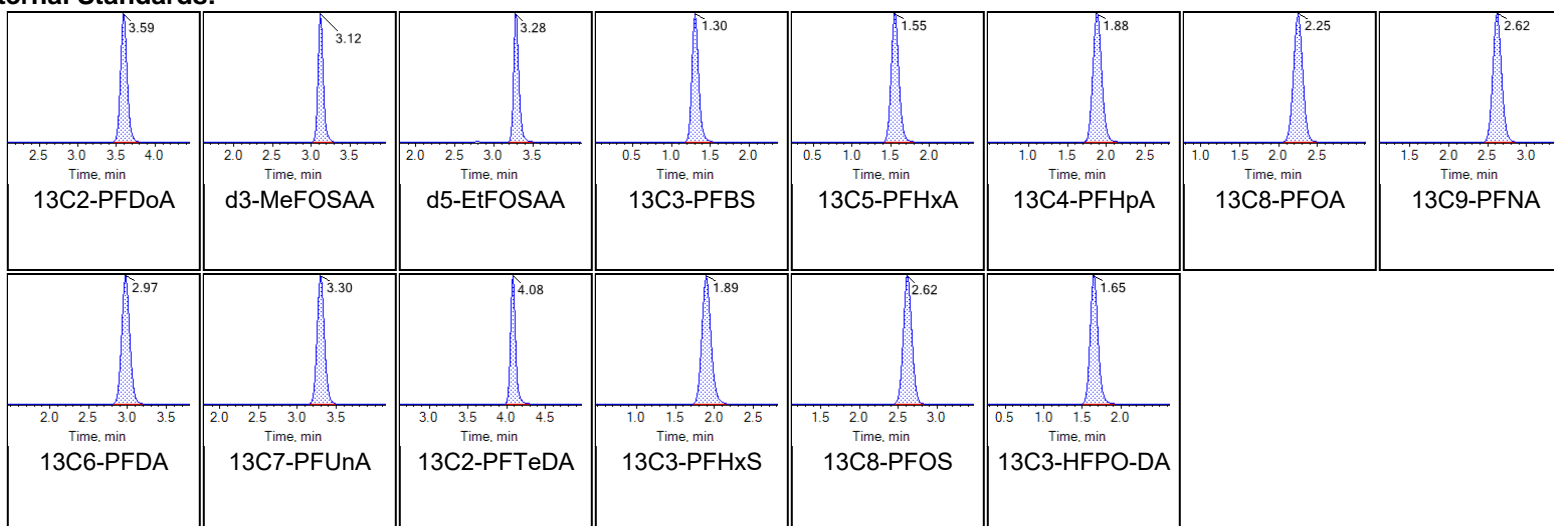 ternal Standards:
3.59
2.5 3.0 3.5 4.0
Time, min
13C2-PFDoA
3.12
2.0 2.5 3.0 3.5
Time, min
d3-MeFOSAA
3.28
2.0 2.5 3.0 3.5
Time, min
d5-EtFOSAA
1.30
0.5 1.0 1.5 2.0
Time, min
13C3-PFBS
1.55
0.5 1.0 1.5 2.0
Time, min
13C5-PFHxA
1.88
1.0 1.5 2.0 2.5
Time, min
13C4-PFHpA
2.25
1.0 1.5 2.0 2.5
Time, min
13C8-PFOA
2.62
1.5 2.0 2.5 3.0
Time, min
13C9-PFNA
2.97
2.0 2.5 3.0 3.5
Time, min
13C6-PFDA
3.30
2.0 2.5 3.0 3.5
Time, min
13C7-PFUnA
4.08
3.0 3.5 4.0 4.5
Time, min
13C2-PFTeDA
1.89
1.0 1.5 2.0 2.5
Time, min
13C3-PFHxS
2.62
1.5 2.0 2.5 3.0
Time, min
13C8-PFOS
1.65
0.5 1.0 1.5 2.0
Time, min
13C3-HFPO-DA